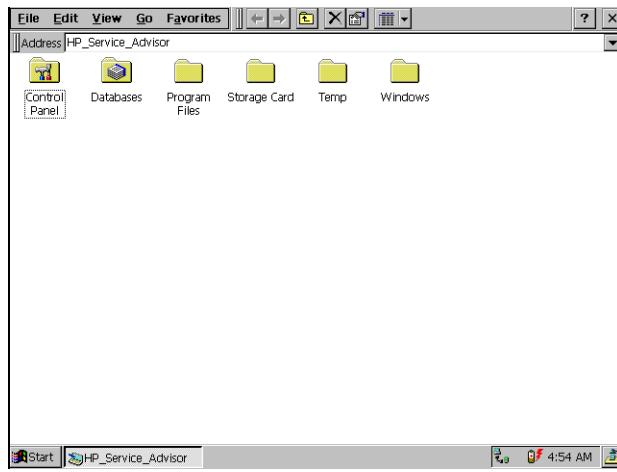 File Edit View Go Favorites ?
Address HP_Service_Advisor
Control Panel
Databases
Program Files
Storage Card
Temp
Windows
Start HP_Service_Advisor 4:54 AM